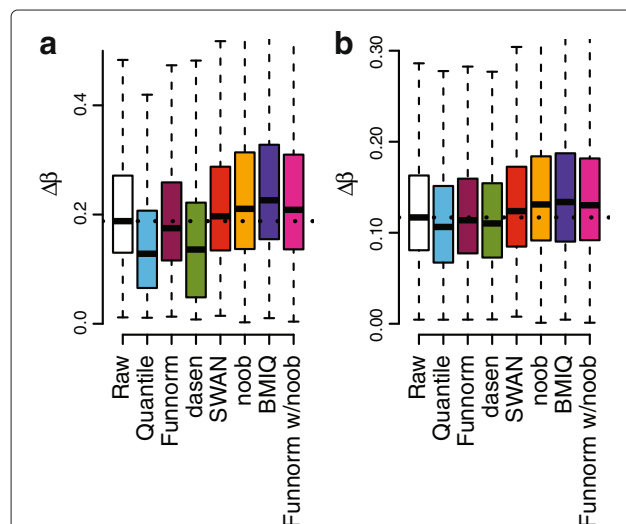 a
Δβ
0.0
0.2
0.4
Raw
Quantile
Funnorm
dasen
SWAN
noob
BMIQ
Funnorm w/noob
b
Δβ
0.00
0.10
0.20
0.30
Raw
Quantile
Funnorm
dasen
SWAN
noob
BMIQ
Funnorm w/noob